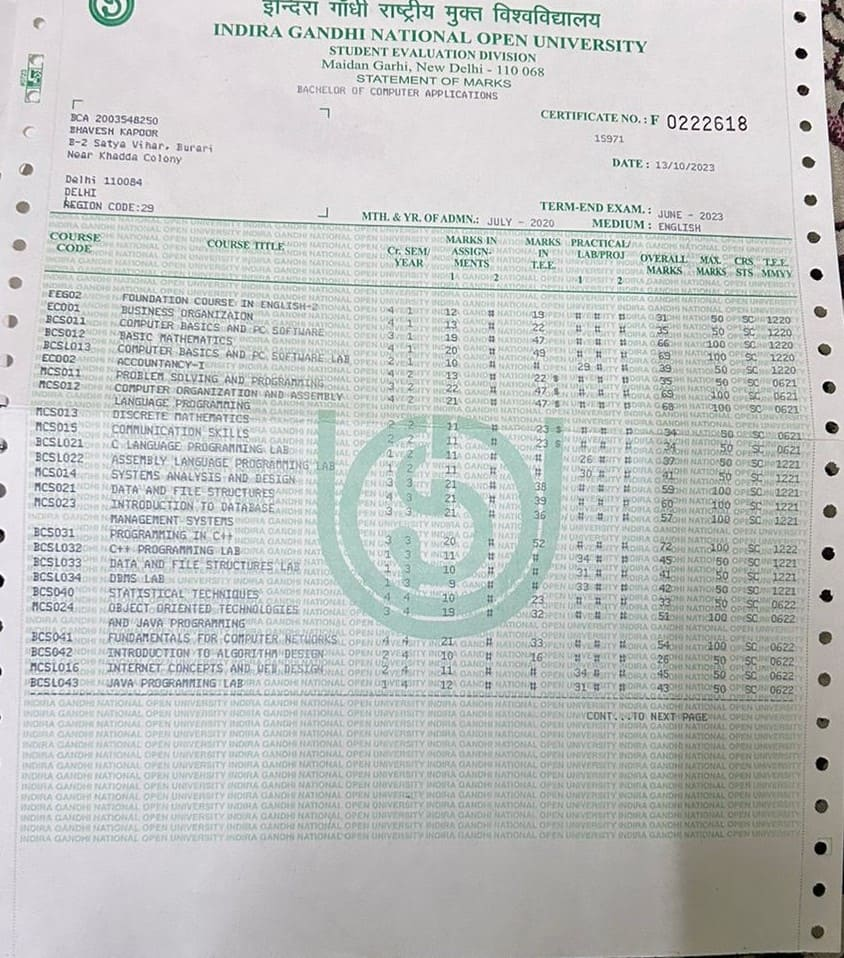 इन्दिरा गाँधी राष्ट्रीय मुक्त विश्वविद्यालय
INDIRA GANDHI NATIONAL OPEN UNIVERSITY
STUDENT EVALUATION DIVISION
Maidan Garhi, New Delhi - 110 068
STATEMENT OF MARKS
BACHELOR OF COMPUTER APPLICATIONS
CERTIFICATE NO. : F 0222618
15971
DATE : 13/10/2023
BCA 2003548250
BHAVESH KAPOOR
B-2 Satya Vihar, Burari
Near Khadda Colony
Delhi 110084
DELHI
REGION CODE:29
TERM-END EXAM. : JUNE - 2023
MTH. & YR. OF ADMN.: JULY - 2020 MEDIUM : ENGLISH
COURSE CODE COURSE TITLE Cr. SEM/ YEAR MARKS IN ASSIGN- MENTS 1 2 MARKS IN T.E.E. PRACTICAL/ LAB/PROJ 1 2 OVERALL MARKS MAX. MARKS CRS STS T.E.E. MMYY
EEG02 FOUNDATION COURSE IN ENGLISH-2 4 1 12 # 19 # # # 31 50 SC 1220
ECO01 BUSINESS ORGANIZAION 4 1 13 # 22 # # # 35 50 SC 1220
BCS011 COMPUTER BASICS AND PC SOFTWARE 3 1 19 # 47 # # # 66 100 SC 1220
BCS012 BASIC MATHEMATICS 4 1 20 # 49 # # # 69 100 SC 1220
BCSL013 COMPUTER BASICS AND PC SOFTWARE LAB 2 1 10 # # 29 # # 39 50 SC 1220
ECO02 ACCOUNTANCY-I 4 2 13 # 22 $ # # # 35 50 SC 0621
MCS011 PROBLEM SOLVING AND PROGRAMMING 3 2 22 # 47 $ # # # 69 100 SC 0621
MCS012 COMPUTER ORGANIZATION AND ASSEMBLY 4 2 21 # 47 $ # # # 68 100 SC 0621
LANGUAGE PROGRAMMING
MCS013 DISCRETE MATHEMATICS 2 2 11 # 23 $ # # # 34 50 SC 0621
MCS015 COMMUNICATION SKILLS 2 2 11 # 23 $ # # # 34 50 SC 0621
BCSL021 C LANGUAGE PROGRAMMING LAB 1 2 11 # # 26 # # 37 50 SC 1221
BCSL022 ASSEMBLY LANGUAGE PROGRAMMING LAB 1 2 11 # # 30 # # 41 50 SC 1221
MCS014 SYSTEMS ANALYSIS AND DESIGN 3 3 21 # 38 # # # 59 100 SC 1221
MCS021 DATA AND FILE STRUCTURES 4 3 21 # 39 # # # 60 100 SC 1221
MCS023 INTRODUCTION TO DATABASE 3 3 21 # 36 # # # 57 100 SC 1221
MANAGEMENT SYSTEMS
BCS031 PROGRAMMING IN C++ 3 3 20 # 52 # # # 72 100 SC 1222
BCSL032 C++ PROGRAMMING LAB 1 3 11 # # 34 # # 45 50 SC 1221
BCSL033 DATA AND FILE STRUCTURES LAB 1 3 10 # # 31 # # 41 50 SC 1221
BCSL034 DBMS LAB 1 3 9 # # 33 # # 42 50 SC 1221
BCS040 STATISTICAL TECHNIQUES 4 4 10 # 23 # # # 33 50 SC 0622
MCS024 OBJECT ORIENTED TECHNOLOGIES 3 4 19 # 32 # # # 51 100 SC 0622
AND JAVA PROGRAMMING
BCS041 FUNDAMENTALS FOR COMPUTER NETWORKS 4 4 21 # 33 # # # 54 100 SC 0622
BCS042 INTRODUCTION TO ALGORITHM DESIGN 2 4 10 # 16 # # # 26 50 SC 0622
MCSL016 INTERNET CONCEPTS AND WEB DESIGN 2 4 11 # # 34 # # 45 50 SC 0622
BCSL043 JAVA PROGRAMMING LAB 1 4 12 # # 31 # # 43 50 SC 0622
CONT...TO NEXT PAGE